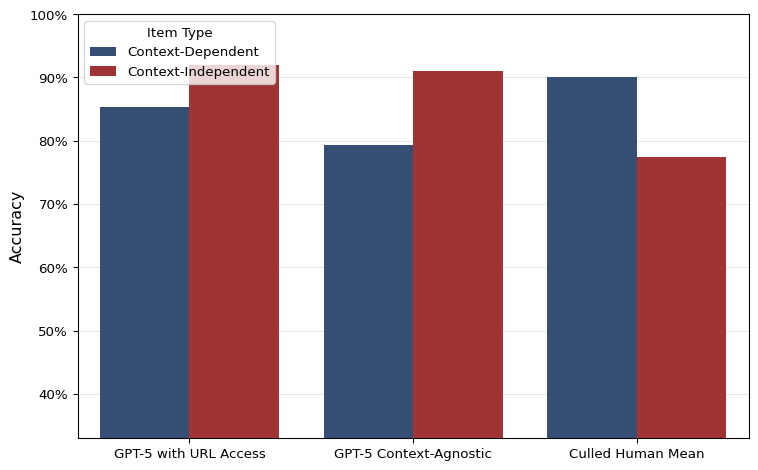 100%
90%
80%
70%
60%
50%
40%
Accuracy
Item Type
Context-Dependent
Context-Independent
GPT-5 with URL Access
GPT-5 Context-Agnostic
Culled Human Mean